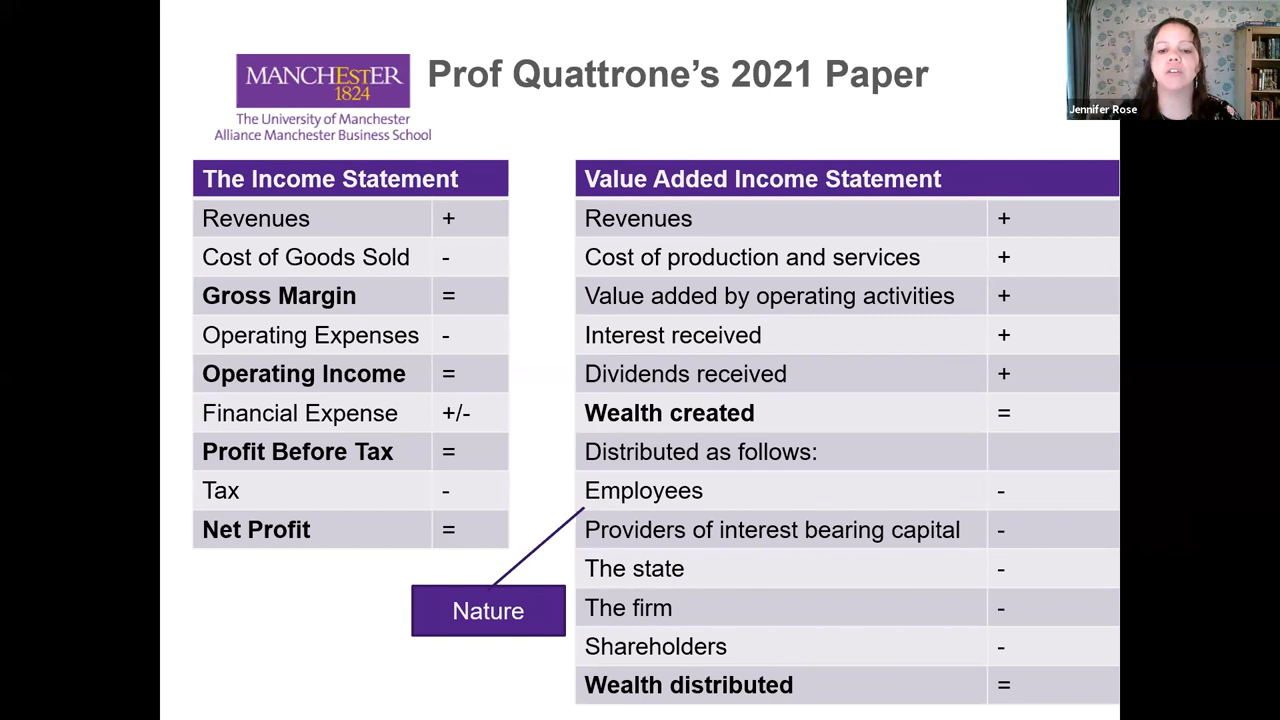 MANCHESTER
1824
The University of Manchester
Alliance Manchester Business School
Prof Quattrone's 2021 Paper
Jennifer Rose
The Income Statement
Revenues +
Cost of Goods Sold -
Gross Margin =
Operating Expenses -
Operating Income =
Financial Expense +/-
Profit Before Tax =
Tax -
Net Profit =
Value Added Income Statement
Revenues +
Cost of production and services +
Value added by operating activities +
Interest received +
Dividends received +
Wealth created =
Distributed as follows:
Employees -
Providers of interest bearing capital -
The state -
The firm -
Shareholders -
Wealth distributed =
Nature